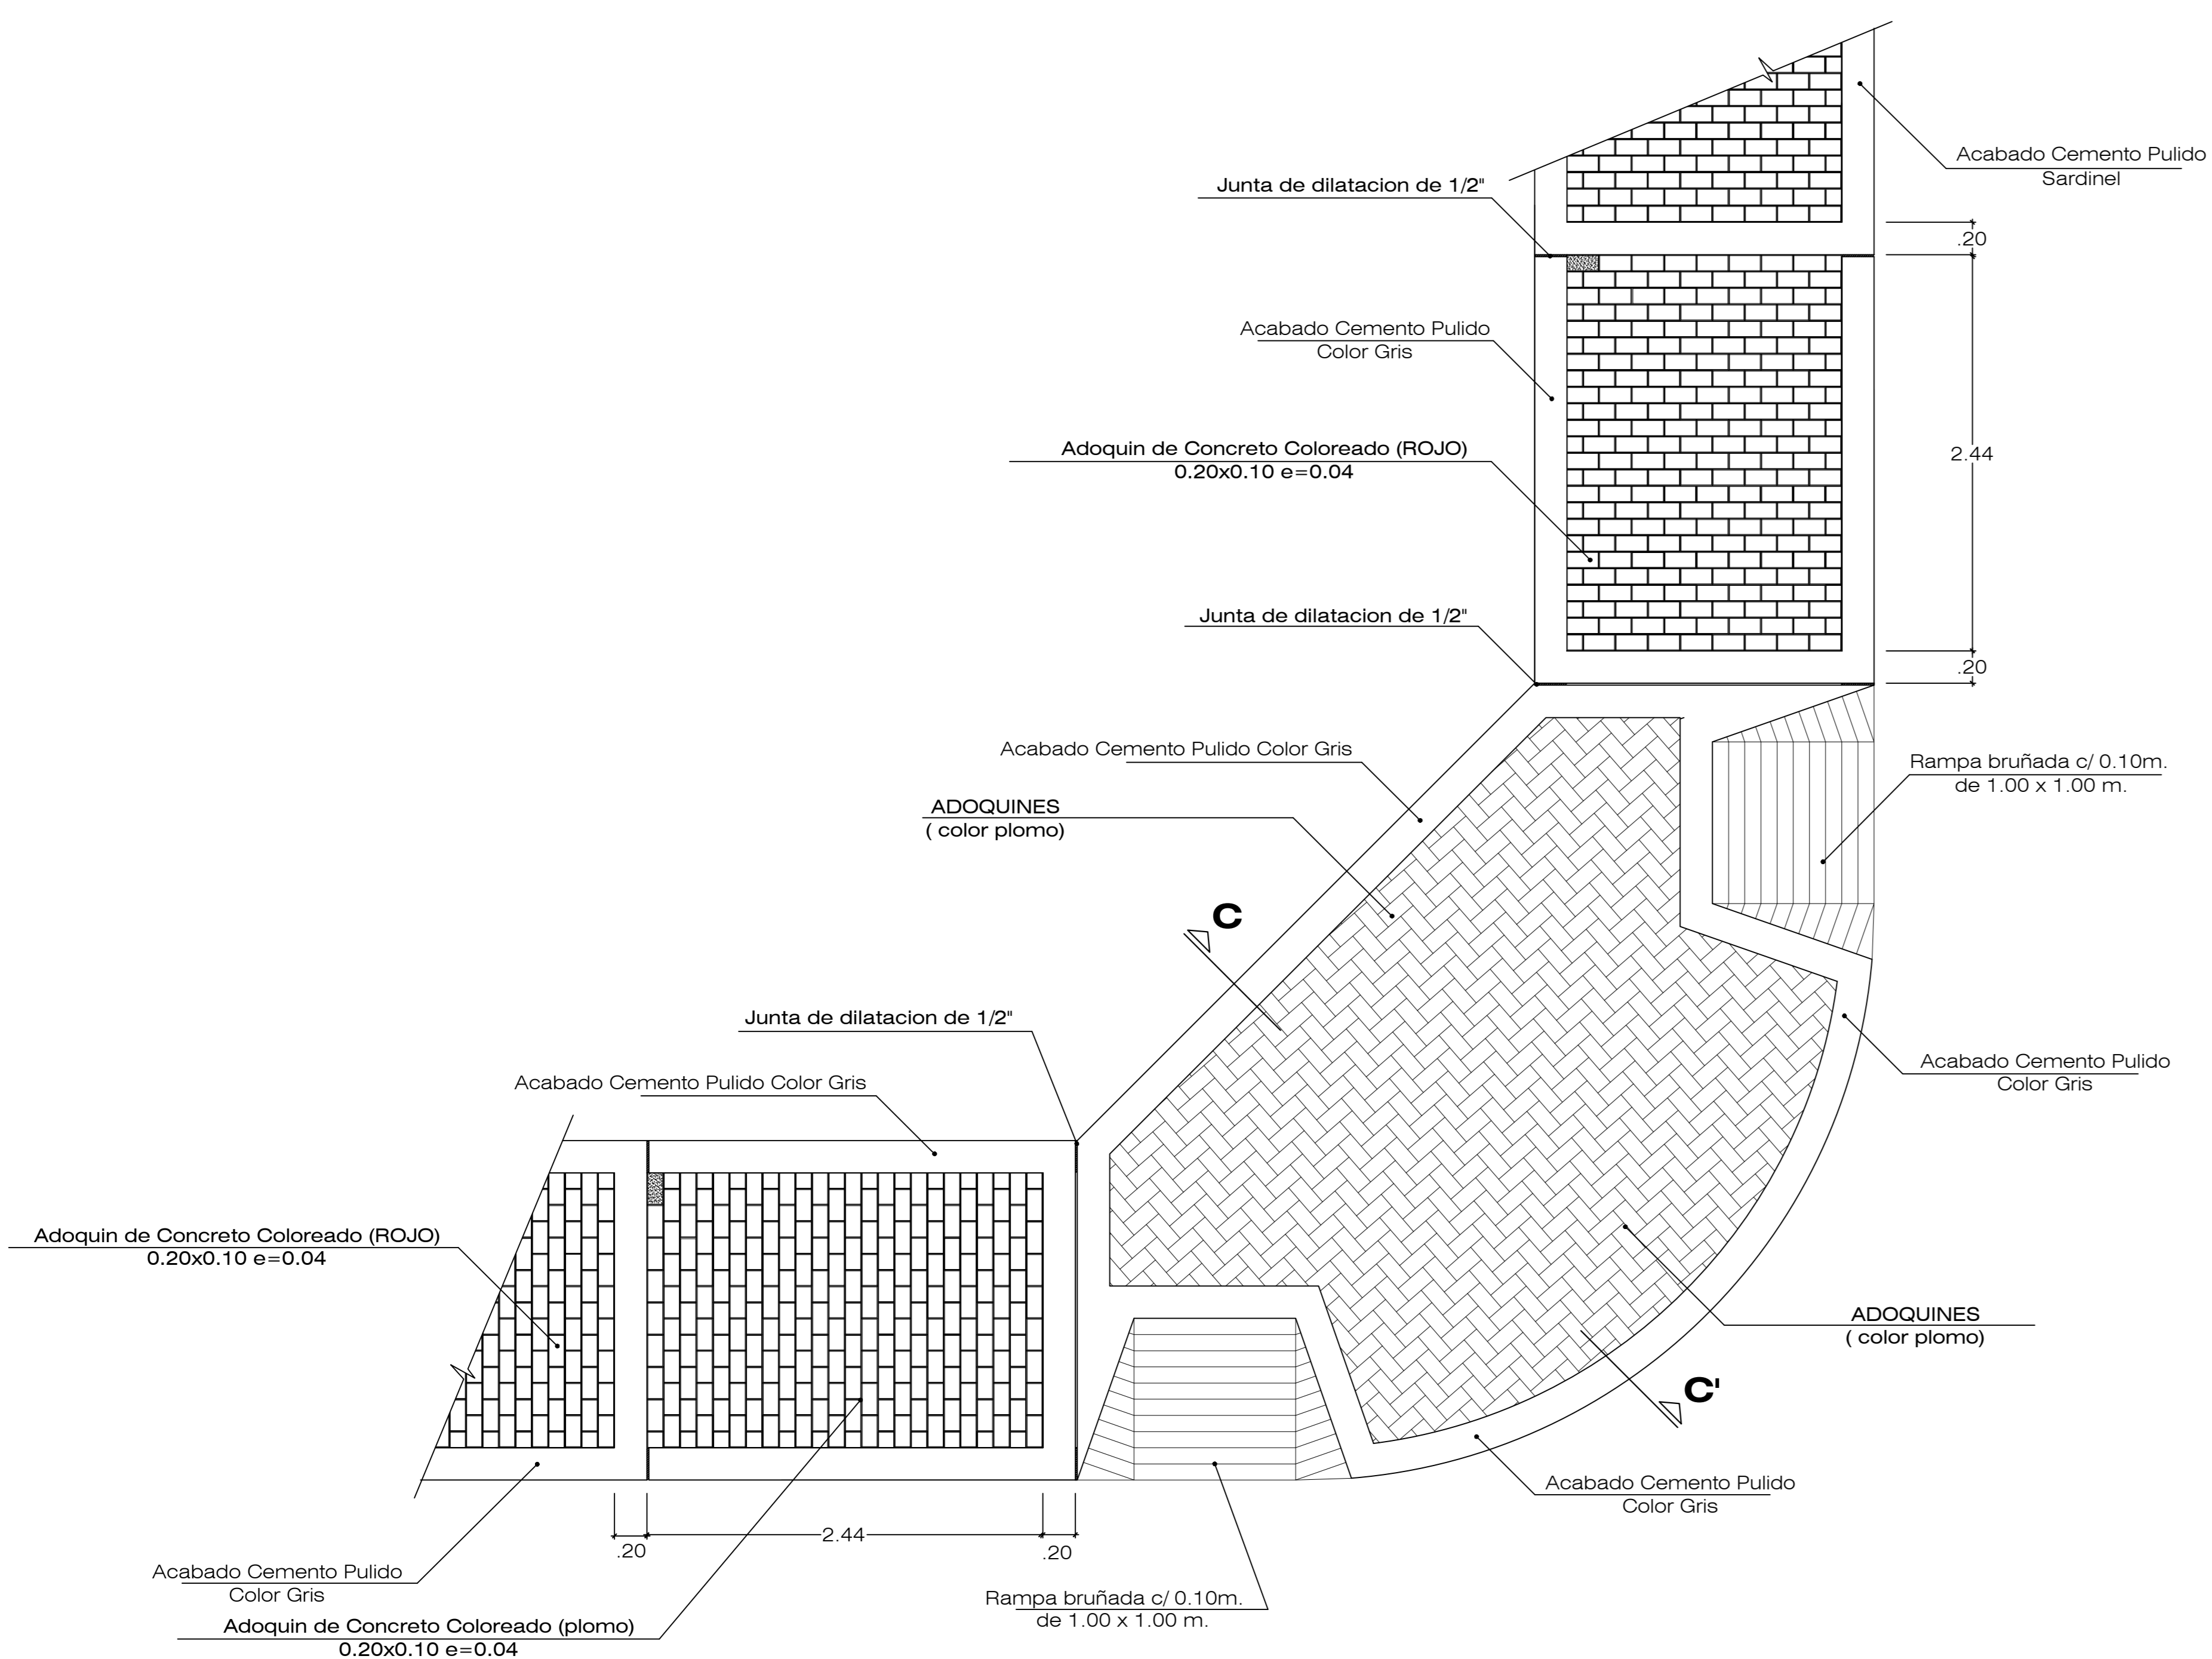 Acabado Cemento Pulido
Sardinel
Junta de dilatacion de 1/2"
.20
Acabado Cemento Pulido
Color Gris
Adoquin de Concreto Coloreado (ROJO)
0.20x0.10 e=0.04
2.44
Junta de dilatacion de 1/2"
.20
Acabado Cemento Pulido Color Gris
Rampa bruñada c/ 0.10m.
de 1.00 x 1.00 m.
ADOQUINES
( color plomo)
C
Junta de dilatacion de 1/2"
Acabado Cemento Pulido
Color Gris
Acabado Cemento Pulido Color Gris
Adoquin de Concreto Coloreado (ROJO)
0.20x0.10 e=0.04
ADOQUINES
( color plomo)
C'
Acabado Cemento Pulido
Color Gris
2.44
.20
.20
Acabado Cemento Pulido
Color Gris
Rampa bruñada c/ 0.10m.
de 1.00 x 1.00 m.
Adoquin de Concreto Coloreado (plomo)
0.20x0.10 e=0.04